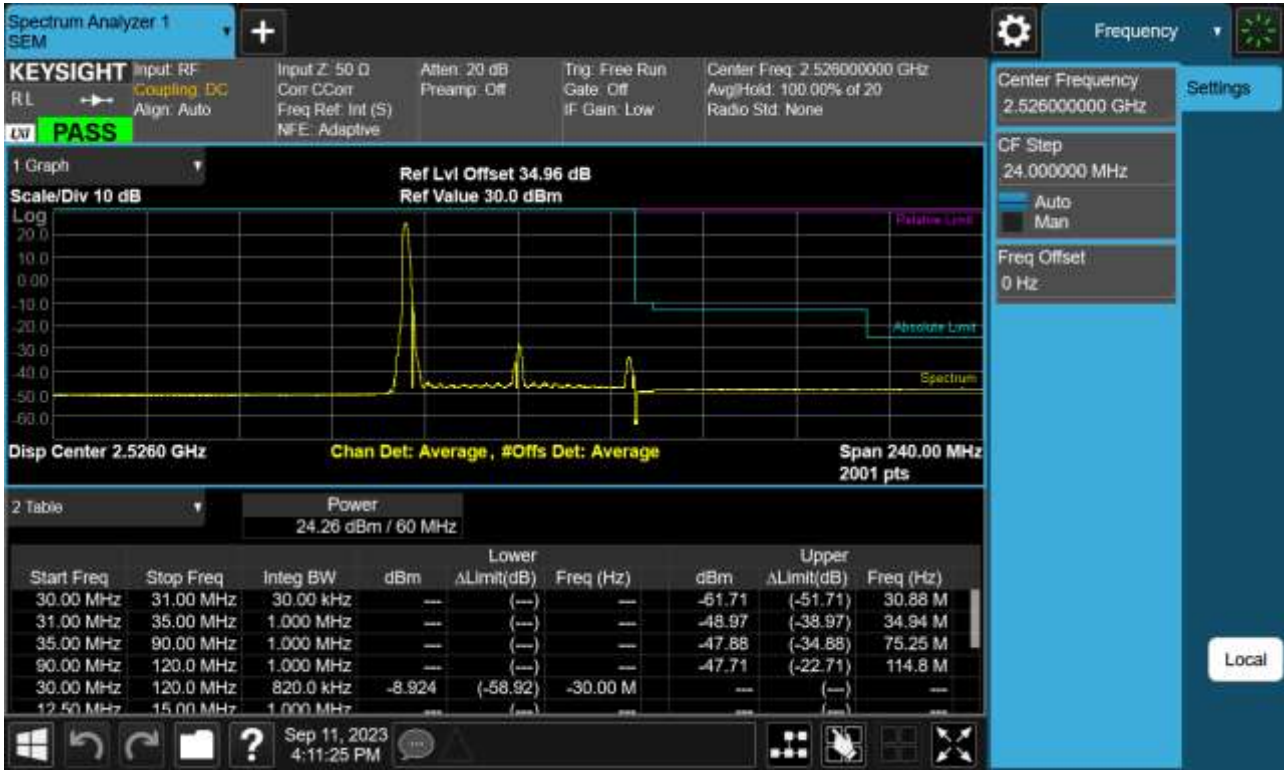 Spectrum Analyzer 1
SEM
+
Frequency
KEYSIGHT
RL
LXI
PASS
Input: RF
Coupling: DC
Align: Auto
Input Z: 50 Ω
Corr CCorr
Freq Ref: Int (S)
NFE: Adaptive
Atten: 20 dB
Preamp: Off
Trig: Free Run
Gate: Off
IF Gain: Low
Center Freq: 2.526000000 GHz
Avg|Hold: 100.00% of 20
Radio Std: None
Center Frequency
2.526000000 GHz
Settings
CF Step
24.000000 MHz
Auto
Man
Freq Offset
0 Hz
1 Graph
Scale/Div 10 dB
Ref Lvl Offset 34.96 dB
Ref Value 30.0 dBm
Log
20.0
10.0
0.00
-10.0
-20.0
-30.0
-40.0
-50.0
-60.0
Relative Limit
Absolute Limit
Spectrum
Disp Center 2.5260 GHz
Chan Det: Average, #Offs Det: Average
Span 240.00 MHz
2001 pts
2 Table
Power
24.26 dBm / 60 MHz
Lower Upper
Start Freq Stop Freq Integ BW dBm ΔLimit(dB) Freq (Hz) dBm ΔLimit(dB) Freq (Hz)
30.00 MHz 31.00 MHz 30.00 kHz --- (---) --- -61.71 (-51.71) 30.88 M
31.00 MHz 35.00 MHz 1.000 MHz --- (---) --- -48.97 (-38.97) 34.94 M
35.00 MHz 90.00 MHz 1.000 MHz --- (---) --- -47.88 (-34.88) 75.25 M
90.00 MHz 120.0 MHz 1.000 MHz --- (---) --- -47.71 (-22.71) 114.8 M
30.00 MHz 120.0 MHz 820.0 kHz -8.924 (-58.92) -30.00 M --- (---) ---
12.50 MHz 15.00 MHz 1.000 MHz --- (---) --- --- (---) ---
Local
?
Sep 11, 2023
4:11:25 PM